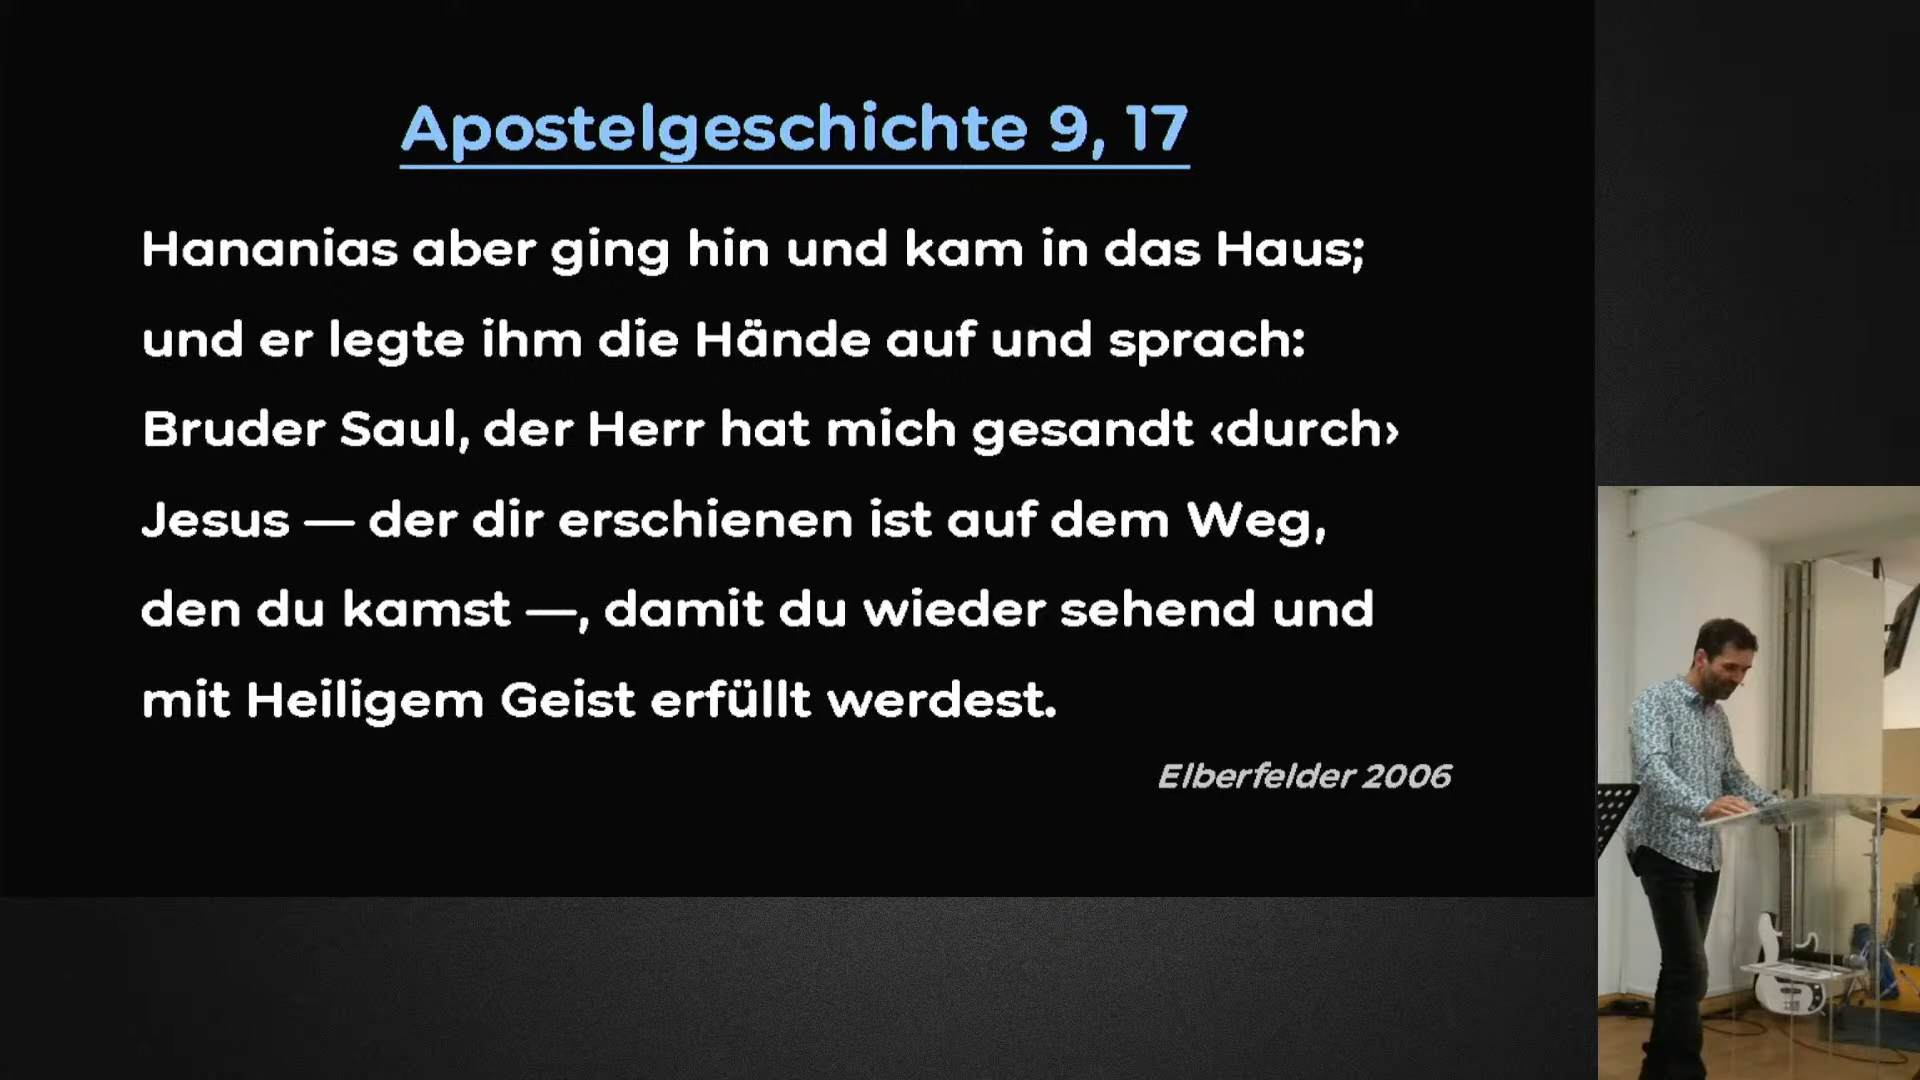 Apostelgeschichte 9, 17
Hananias aber ging hin und kam in das Haus;
und er legte ihm die Hände auf und sprach:
Bruder Saul, der Herr hat mich gesandt ‹durch›
Jesus — der dir erschienen ist auf dem Weg,
den du kamst —, damit du wieder sehend und
mit Heiligem Geist erfüllt werdest.
Elberfelder 2006